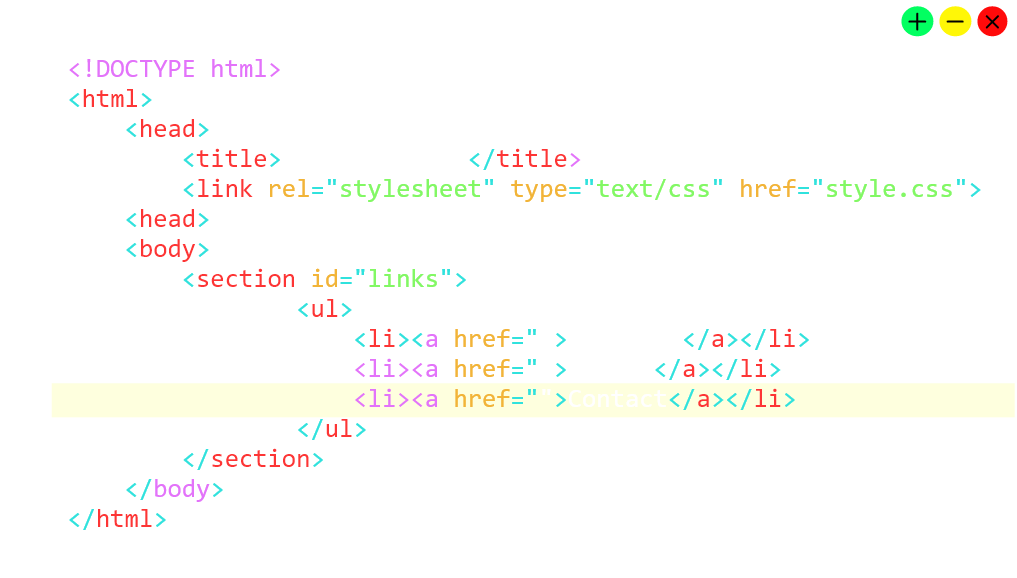 <!DOCTYPE html>
<html>
<head>
<title> </title>
<link rel="stylesheet" type="text/css" href="style.css">
<head>
<body>
<section id="links">
<ul>
<li><a href=" > </a></li>
<li><a href=" > </a></li>
<li><a href=" > Contact</a></li>
</ul>
</section>
</body>
</html>